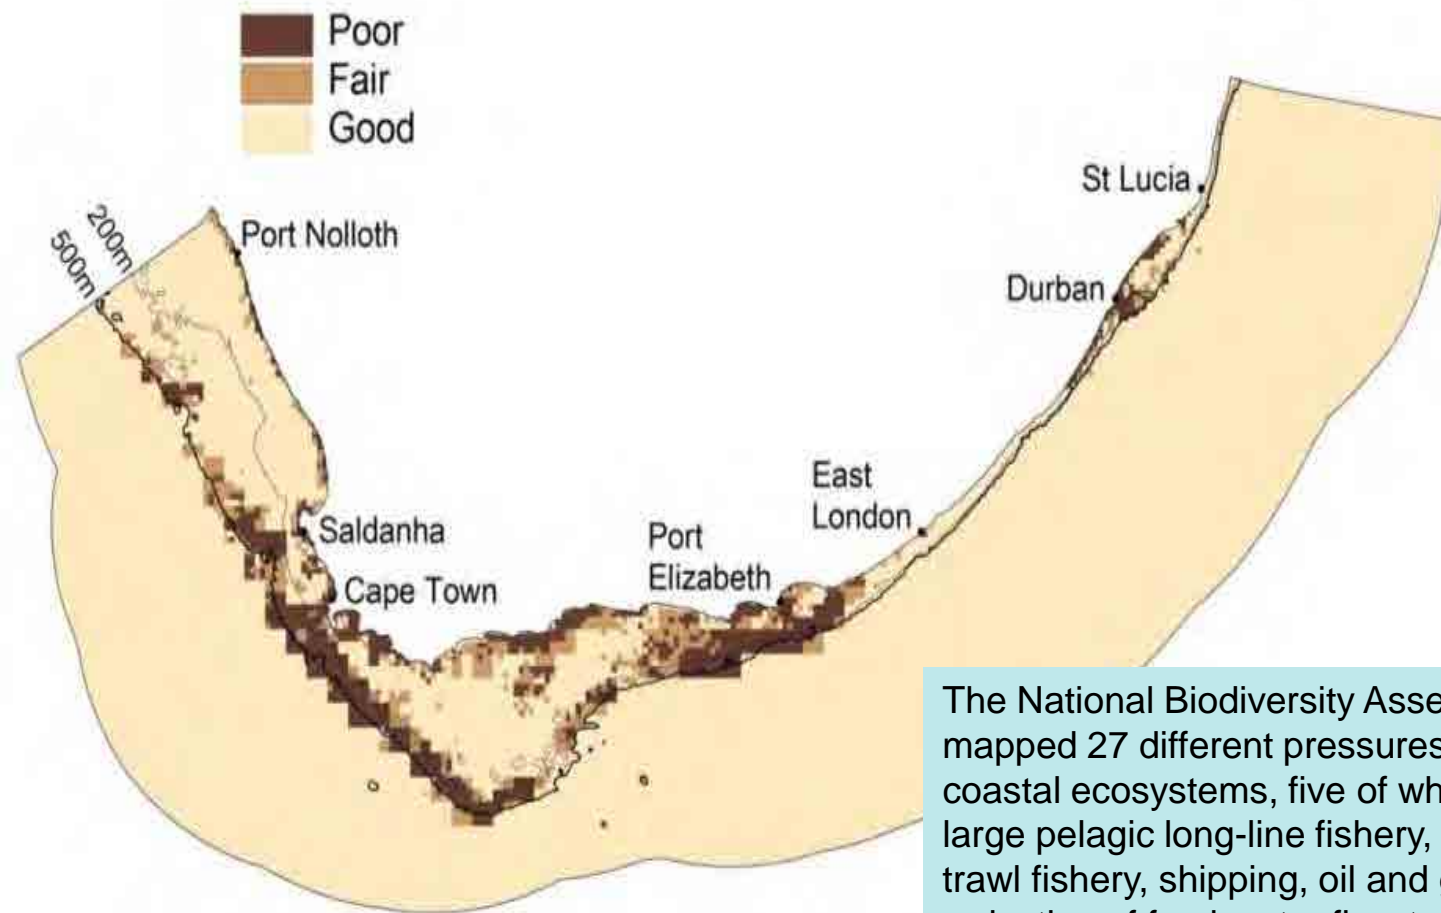 Poor
Fair
Good
200m
500m
Port Nolloth
St Lucia
Durban
East
London
Port
Elizabeth
Saldanha
Cape Town
The National Biodiversity
mapped 27 different pressures
coastal ecosystems, five of
large pelagic long-line fishery,
trawl fishery, shipping, oil and